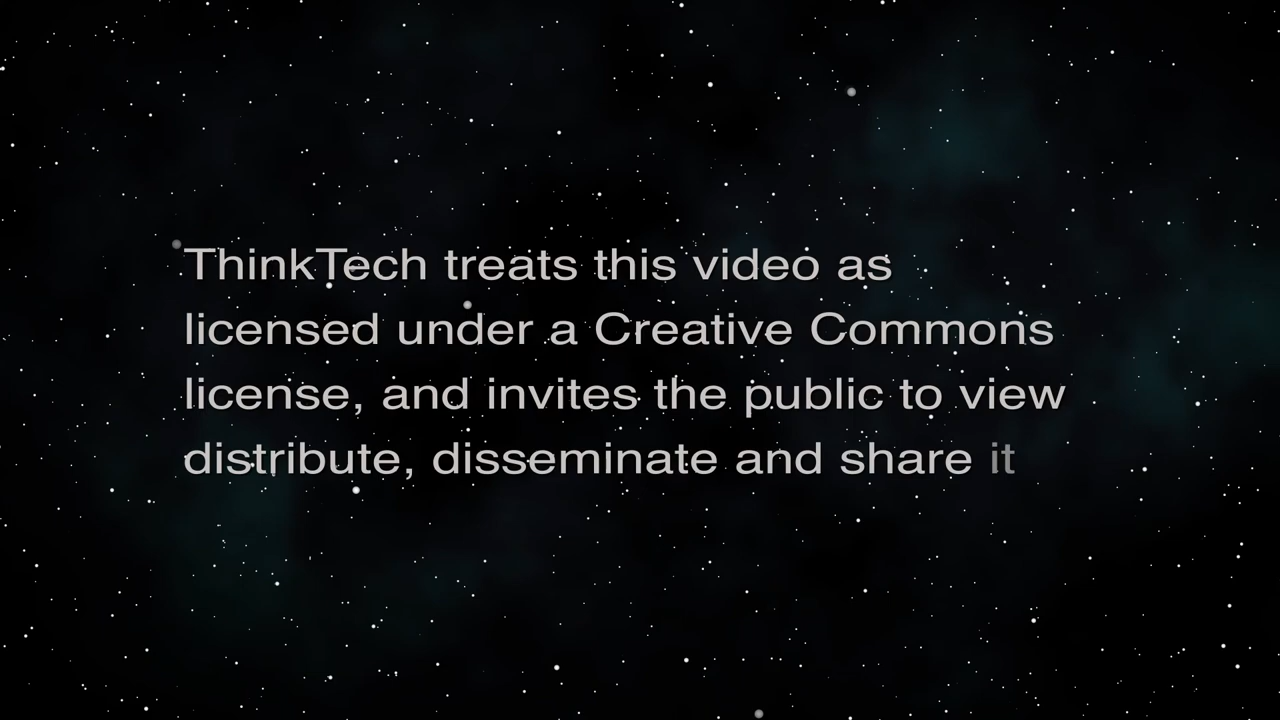 ThinkTech treats this video as
licensed under a Creative Commons
license, and invites the public to view
distribute, disseminate and share it